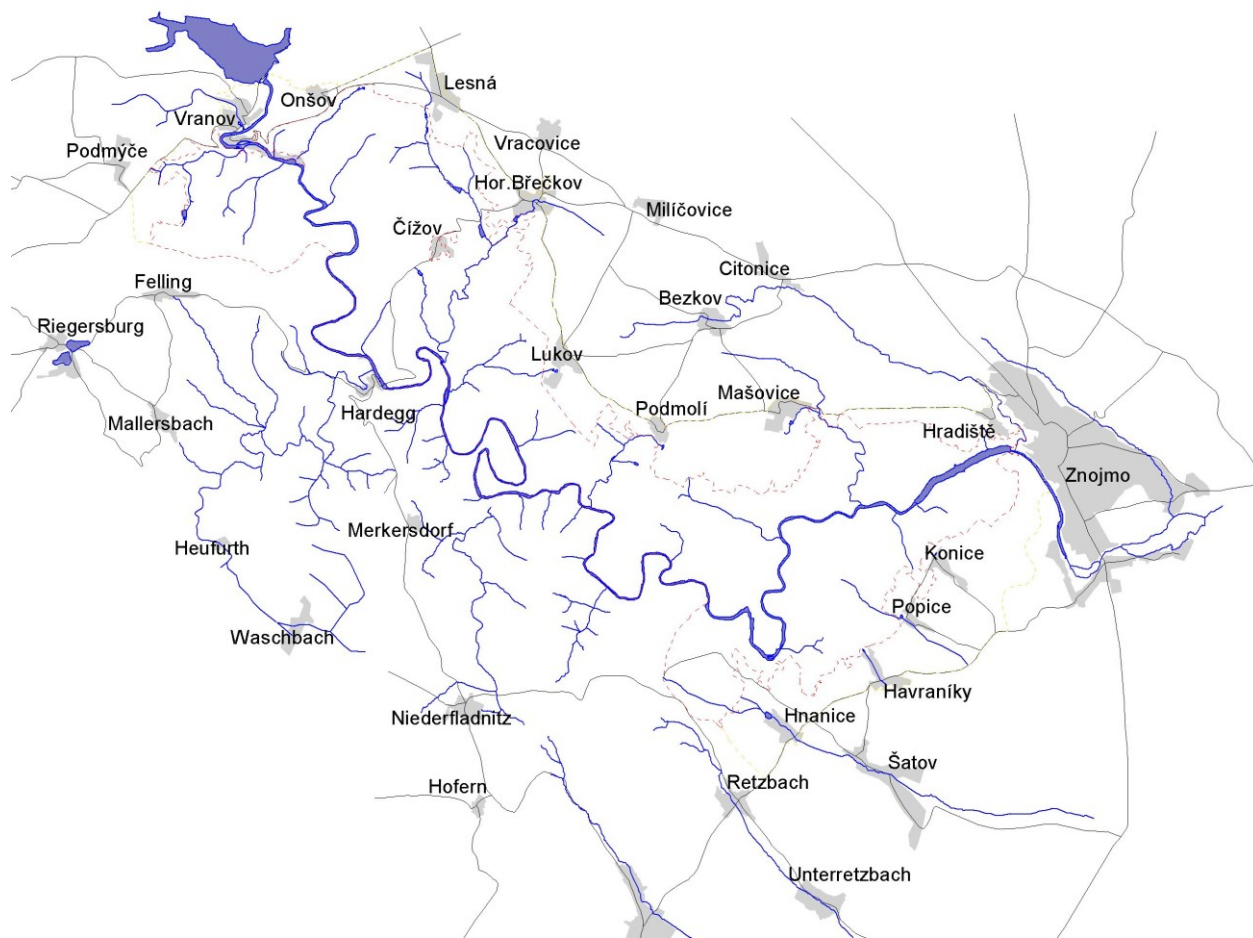 Lesná
Onšov
Vranov
Vracovice
Podmýče
Hor.Břečkov
Milíčovice
Čížov
Citonice
Felling
Bezkov
Riegersburg
Lukov
Mašovice
Hardegg
Podmolí
Mallersbach
Hradiště
Znojmo
Merkersdorf
Heufurth
Konice
Popice
Waschbach
Havraníky
Niederfladnitz
Hnanice
Šatov
Retzbach
Hofern
Unterretzbach